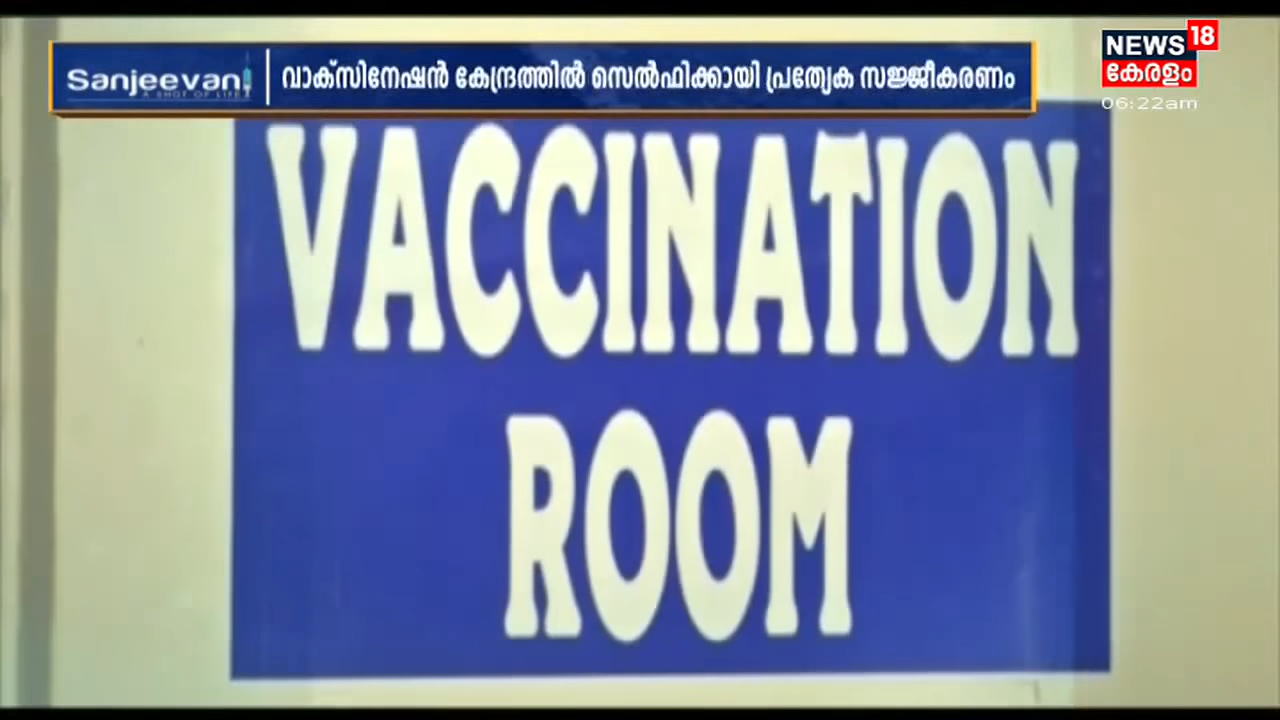 Sanjeevani
A SHOT OF LIFE
വാക്സിനേഷൻ കേന്ദ്രത്തിൽ സെൽഫിക്കായി പ്രത്യേക സജ്ജീകരണം
NEWS 18
കേരളം
06:22am
VACCINATION
ROOM